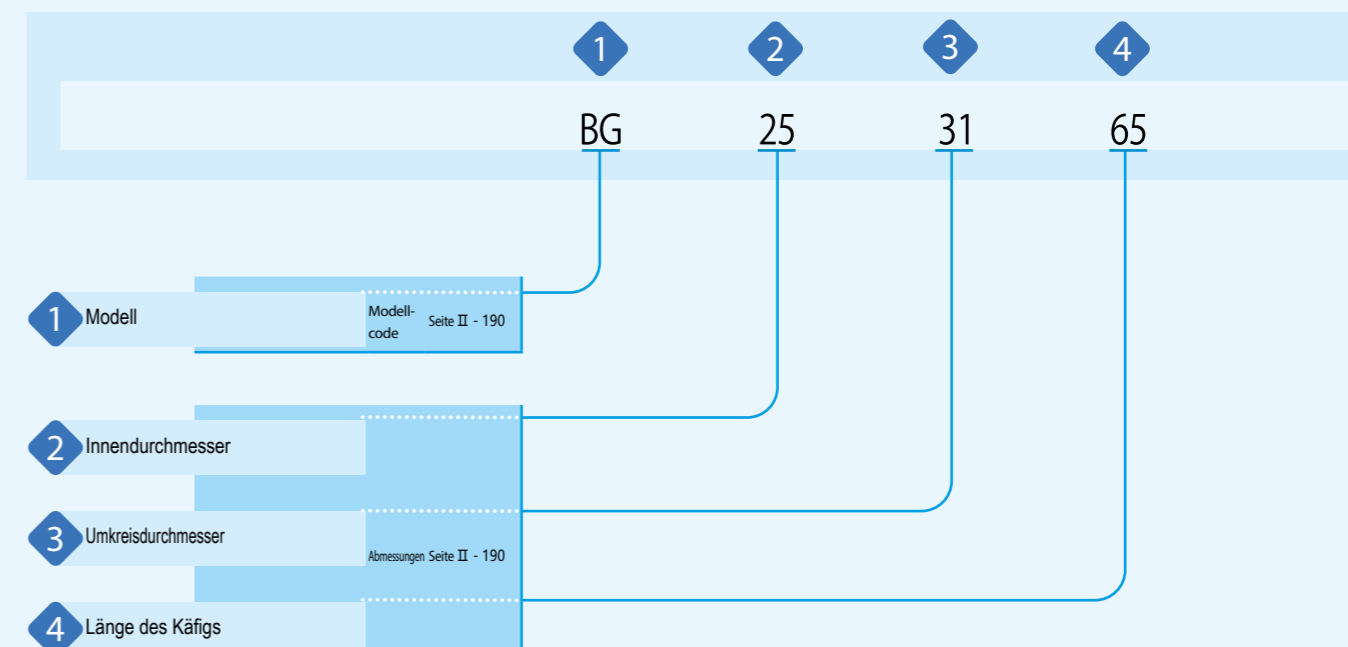 1 2 3 4
BG 25 31 65
1 Modell
Modell-
code
Seite Ⅱ - 190
2 Innendurchmesser
3 Umkreisdurchmesser
Abmessungen Seite Ⅱ - 190
4 Länge des Käfigs